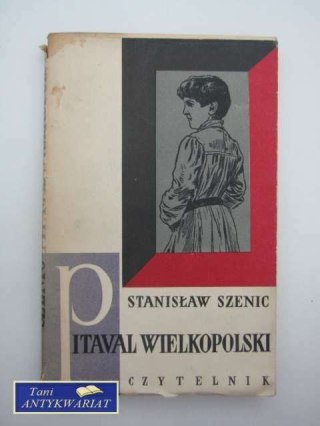 STANISŁAW SZENIC
PITAVAL WIELKOPOLSKI
CZYTELNIK
Tani
ANTYKWARIAT